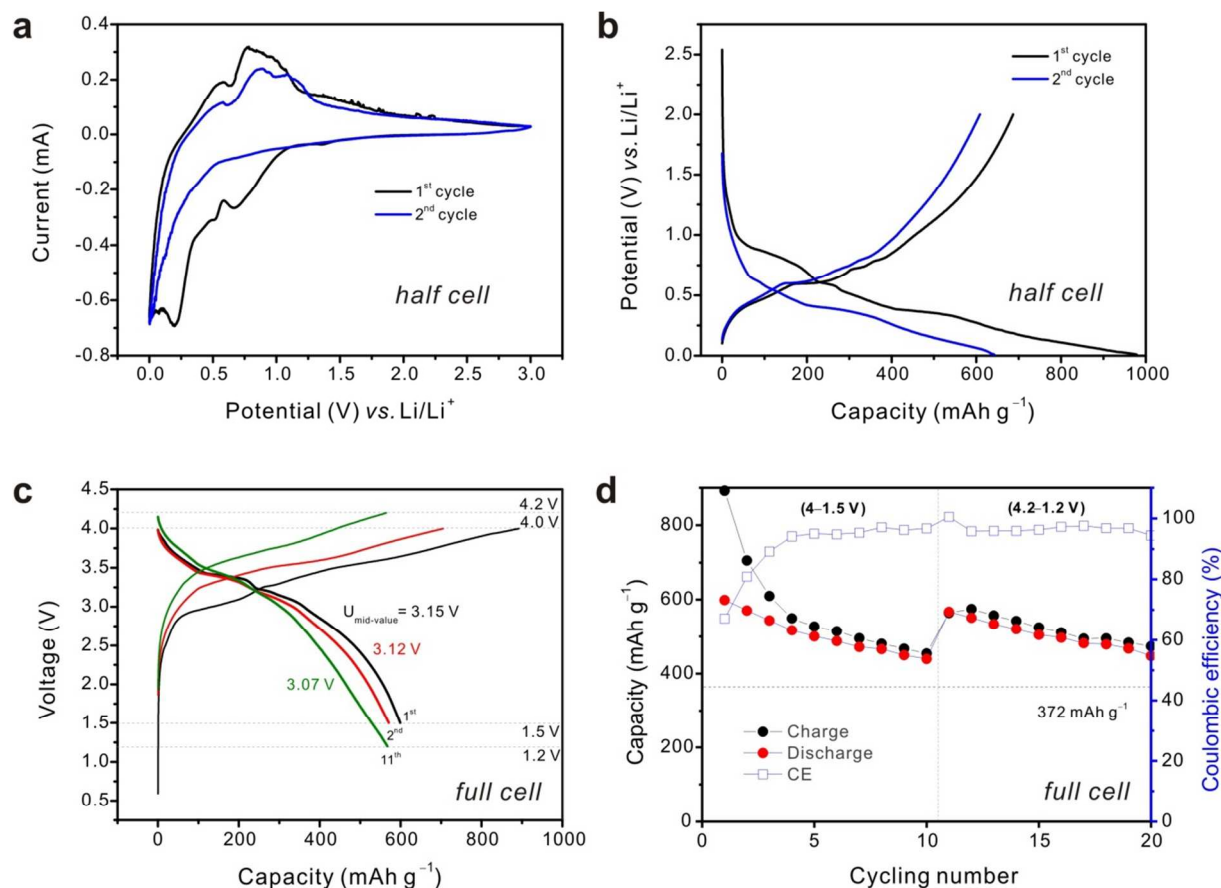 a
0.4
0.2
0.0
-0.2
-0.4
-0.6
-0.8
Current (mA)
1st cycle
2nd cycle
half cell
0.0 0.5 1.0 1.5 2.0 2.5 3.0
Potential (V) vs. Li/Li+
b
2.5
2.0
1.5
1.0
0.5
0.0
Potential (V) vs. Li/Li+
1st cycle
2nd cycle
half cell
0 200 400 600 800 1000
Capacity (mAh g−1)
c
4.5
4.0
3.5
3.0
2.5
2.0
1.5
1.0
0.5
Voltage (V)
4.2 V
4.0 V
Umid-value = 3.15 V
3.12 V
3.07 V
1st
2nd
11th
1.5 V
1.2 V
full cell
0 200 400 600 800 1000
Capacity (mAh g−1)
d
800
600
400
200
0
Capacity (mAh g−1)
(4–1.5 V) (4.2–1.2 V)
372 mAh g−1
Charge
Discharge
CE
full cell
100
80
60
40
20
0
Coulombic efficiency (%)
5 10 15 20
Cycling number